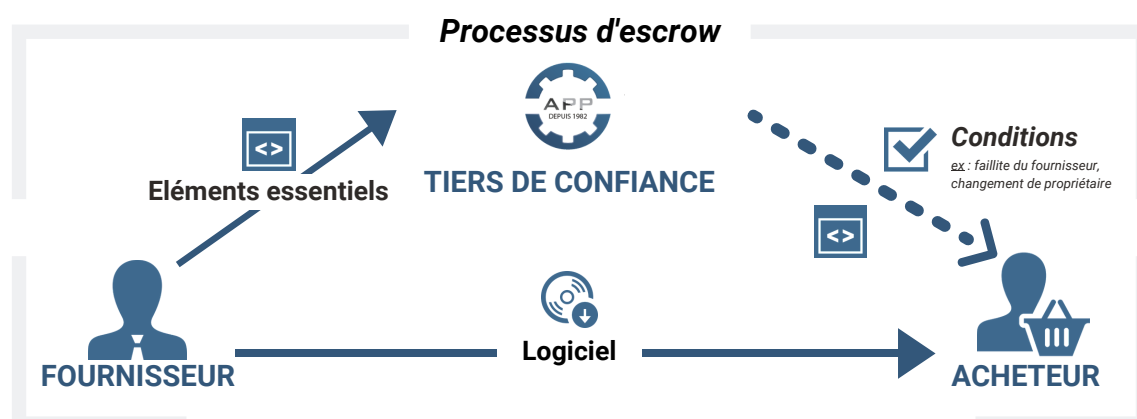 Processus d'escrow
APP
DEPUIS 1982
TIERS DE CONFIANCE
<>
Eléments essentiels
Conditions
ex : faillite du fournisseur,
changement de propriétaire
<>
Logiciel
FOURNISSEUR
ACHETEUR